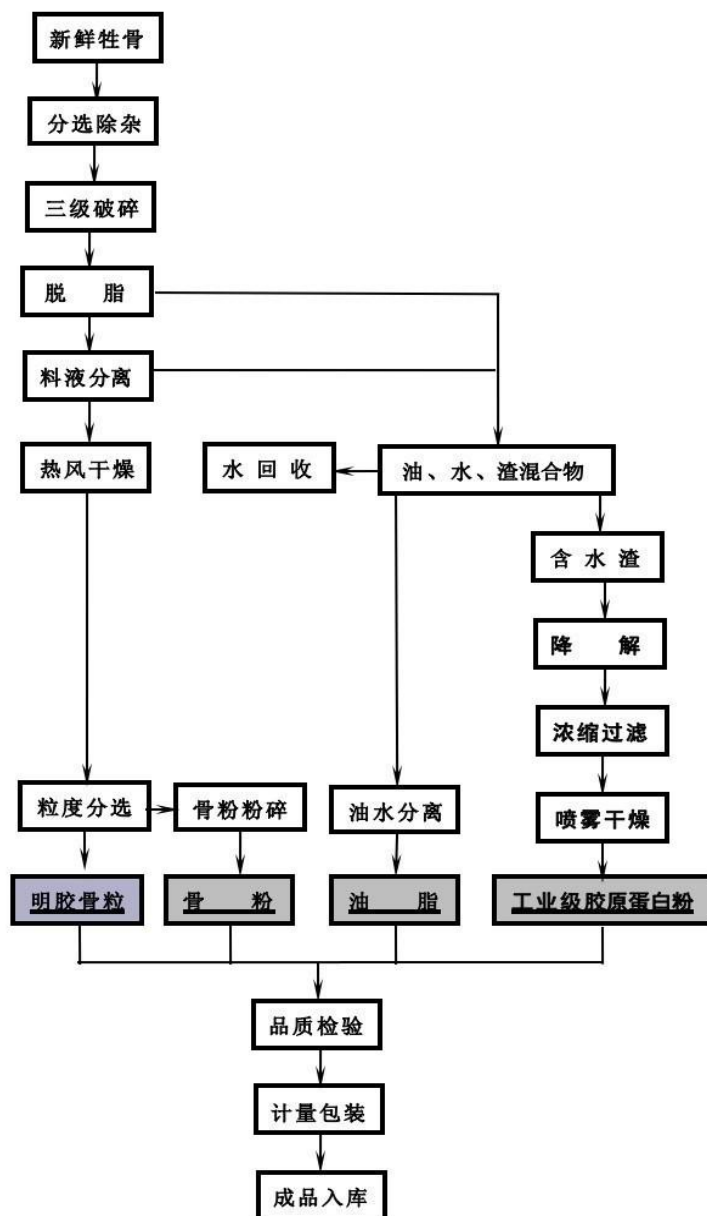 新鲜牲骨
分选除杂
三级破碎
脱 脂
料液分离
热风干燥
水 回 收
油、水、渣混合物
含 水 渣
降 解
浓缩过滤
粒度分选
骨粉粉碎
油水分离
喷雾干燥
明胶骨粒
骨 粉
油 脂
工业级胶原蛋白粉
品质检验
计量包装
成品入库